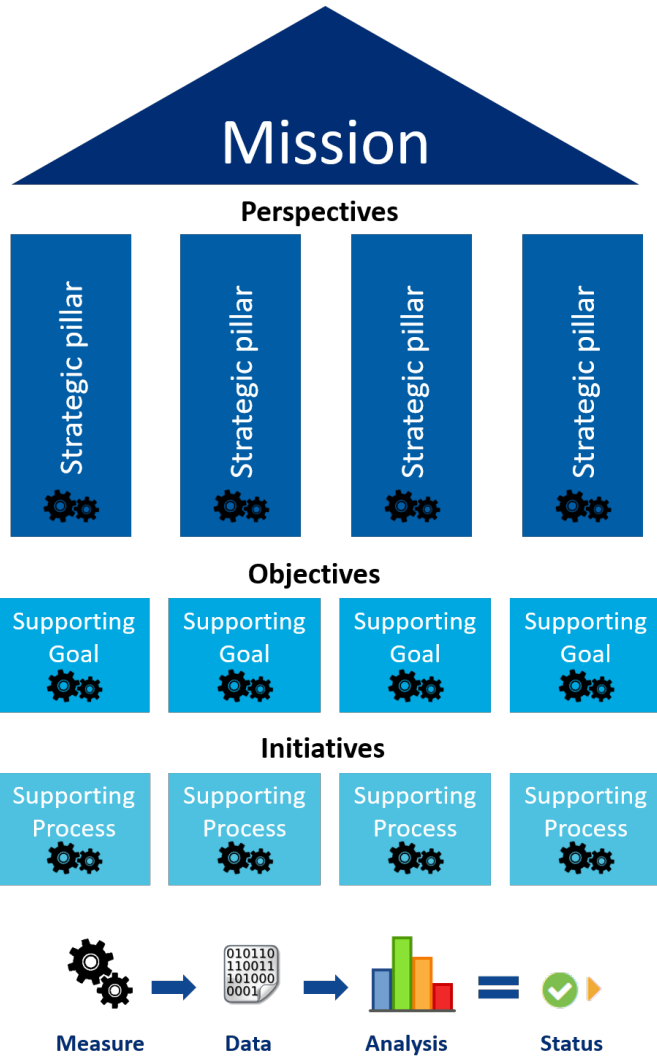 Mission
Perspectives
Strategic pillar
Strategic pillar
Strategic pillar
Strategic pillar
Objectives
Supporting
Goal
Supporting
Goal
Supporting
Goal
Supporting
Goal
Initiatives
Supporting
Process
Supporting
Process
Supporting
Process
Supporting
Process
010110
110011
101000
0001
Measure
Data
Analysis
Status